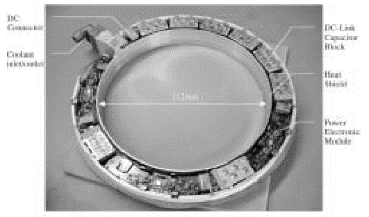 DC
Connector
Coolant
inlet/outlet
DC-Link
Capacitor
Block
Heat
Shield
Power
Electronic
Module